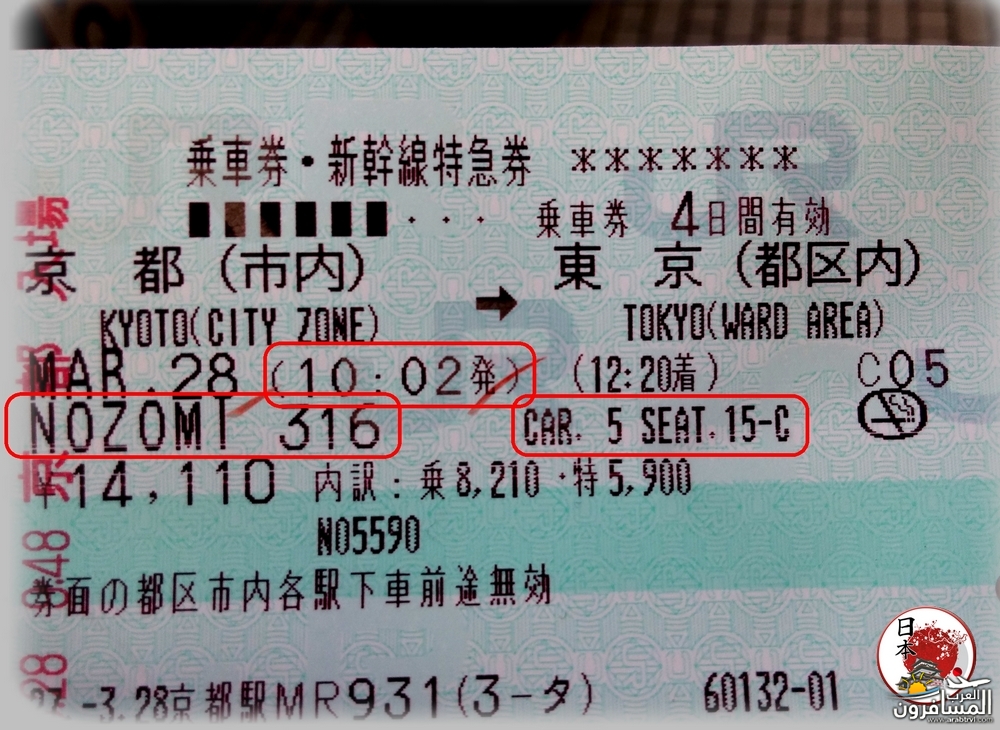 乗車券・新幹線特急券 *******
■■■■■■・・・ 乗車券 4日間有効
京 都 (市内) ➡ 東 京 (都区内)
KYOTO(CITY ZONE) TOKYO(WARD AREA)
MAR.28 (10:02発) (12:20着) C05
NOZOMI 316 CAR. 5 SEAT.15-C
¥14,110 内訳:乗8,210・特5,900
N05590
券面の都区市内各駅下車前途無効
-3.28京都駅MR931(3-タ) 60132-01
日本
العرب
المسافرون
www.arabtrvl.com